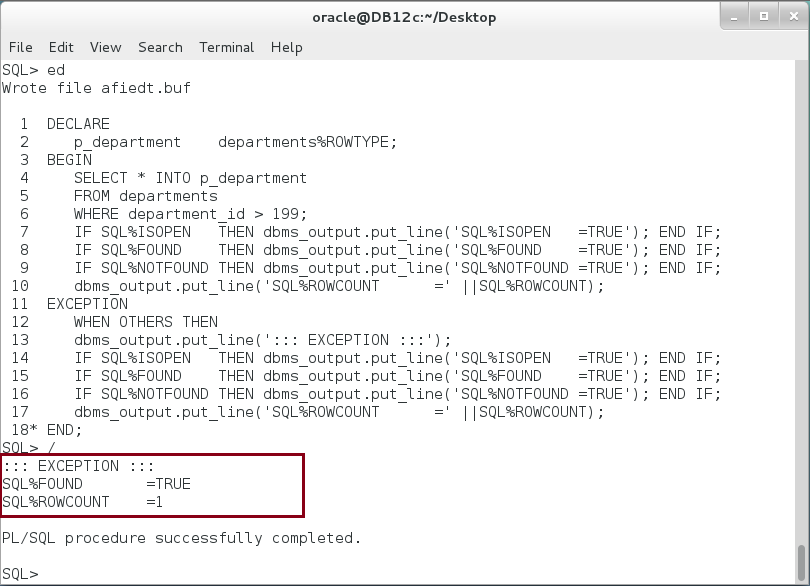 oracle@DB12c:~/Desktop
File Edit View Search Terminal Help
SQL> ed
Wrote file afiedt.buf
1 DECLARE
2 p_department departments%ROWTYPE;
3 BEGIN
4 SELECT * INTO p_department
5 FROM departments
6 WHERE department_id > 199;
7 IF SQL%ISOPEN THEN dbms_output.put_line('SQL%ISOPEN =TRUE'); END IF;
8 IF SQL%FOUND THEN dbms_output.put_line('SQL%FOUND =TRUE'); END IF;
9 IF SQL%NOTFOUND THEN dbms_output.put_line('SQL%NOTFOUND =TRUE'); END IF;
10 dbms_output.put_line('SQL%ROWCOUNT =' ||SQL%ROWCOUNT);
11 EXCEPTION
12 WHEN OTHERS THEN
13 dbms_output.put_line('::: EXCEPTION :::');
14 IF SQL%ISOPEN THEN dbms_output.put_line('SQL%ISOPEN =TRUE'); END IF;
15 IF SQL%FOUND THEN dbms_output.put_line('SQL%FOUND =TRUE'); END IF;
16 IF SQL%NOTFOUND THEN dbms_output.put_line('SQL%NOTFOUND =TRUE'); END IF;
17 dbms_output.put_line('SQL%ROWCOUNT =' ||SQL%ROWCOUNT);
18* END;
SQL> /
::: EXCEPTION :::
SQL%FOUND =TRUE
SQL%ROWCOUNT =1
PL/SQL procedure successfully completed.
SQL>